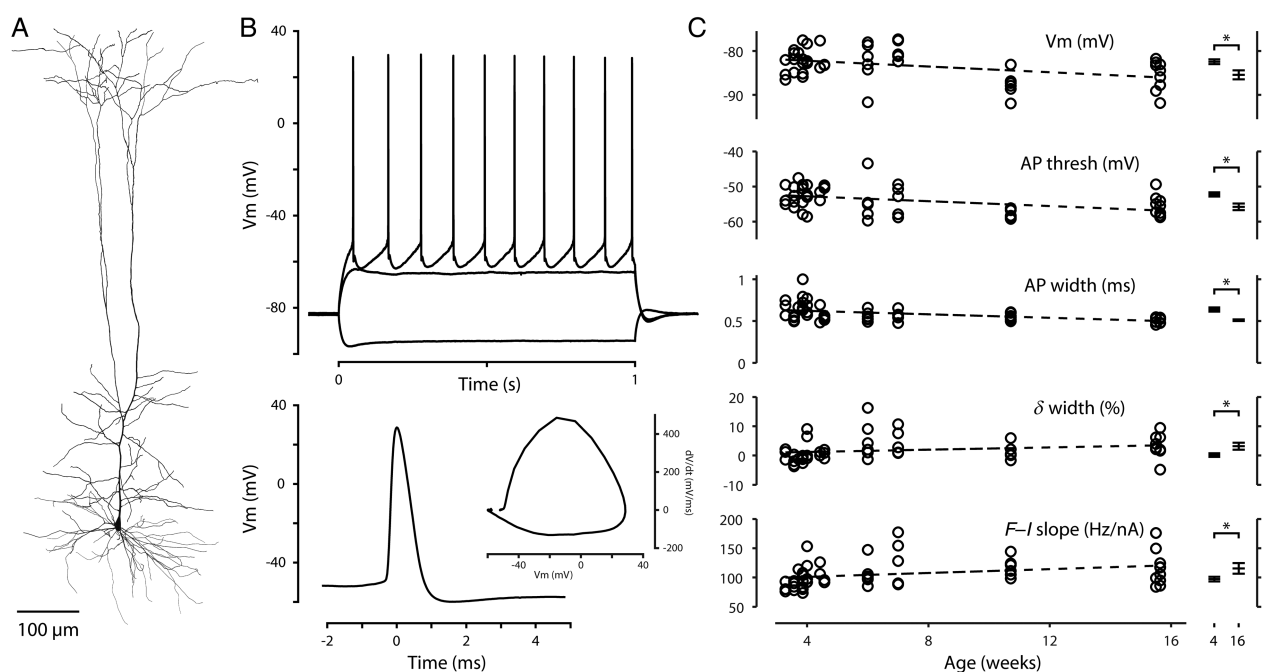 A
100 µm
B
40
0
-40
-80
Vm (mV)
0
1
Time (s)
40
0
-40
Vm (mV)
-2
0
2
4
Time (ms)
400
200
0
-200
dV/dt (mV/ms)
-40
0
40
Vm (mV)
C
Vm (mV)
-80
-90
*
AP thresh (mV)
-40
-50
-60
*
AP width (ms)
1
0.5
0
*
δ width (%)
20
10
0
-10
*
F–I slope (Hz/nA)
200
150
100
50
*
4
8
12
16
4
16
Age (weeks)